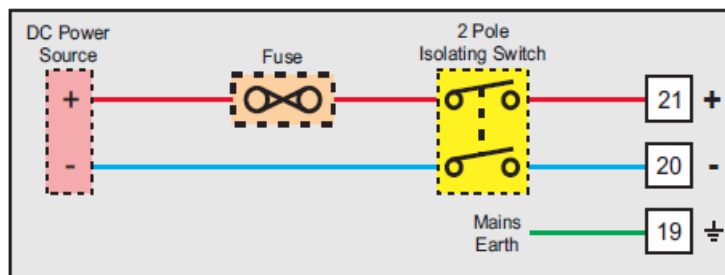 DC Power
Source
Fuse
2 Pole
Isolating Switch
+
21 +
-
20 -
Mains
Earth
19